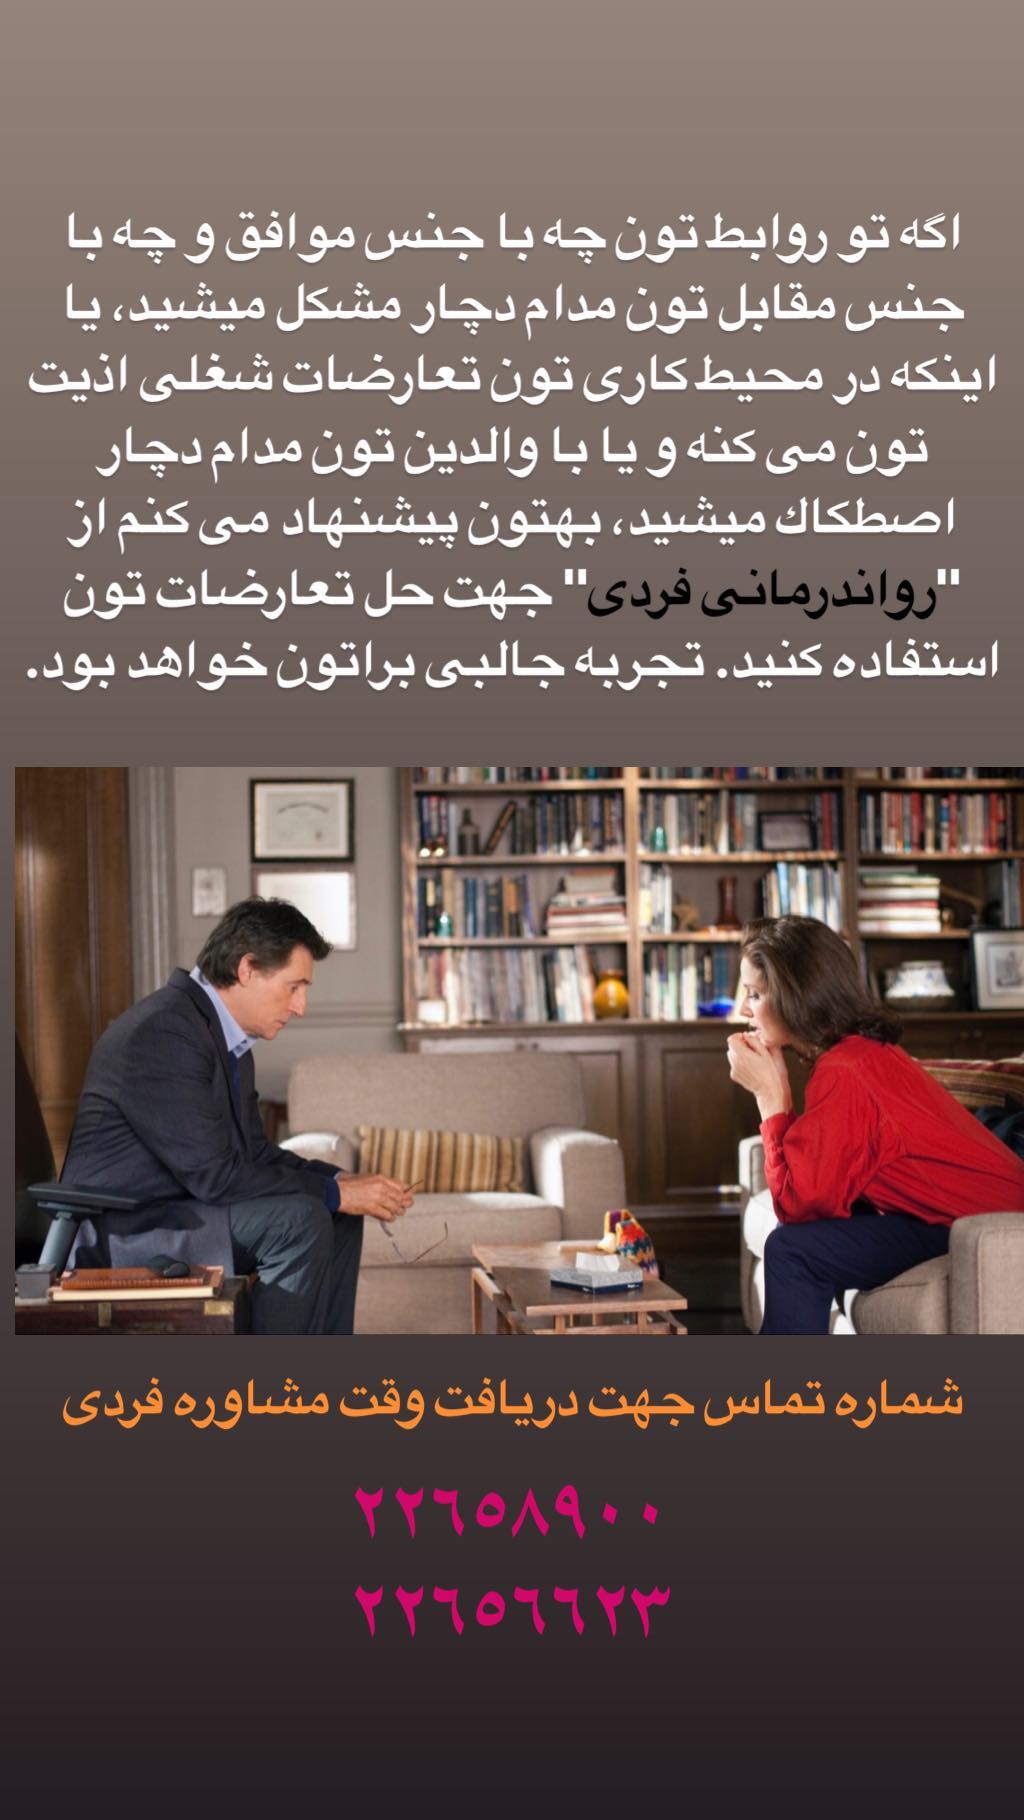 اگه تو روابط تون چه با جنس موافق و چه با
جنس مقابل تون مدام دچار مشکل میشید، یا
اینکه در محیط کاری تون تعارضات شغلی اذیت
تون می کنه و یا با والدین تون مدام دچار
اصطکاك میشید، بهتون پیشنهاد می کنم از
"رواندرمانی فردی" جهت حل تعارضات تون
استفاده کنید. تجربه جالبی براتون خواهد بود.
شماره تماس جهت دریافت وقت مشاوره فردی
٢٢٦٥٨٩٠٠
٢٢٦٥٦٦٢٣